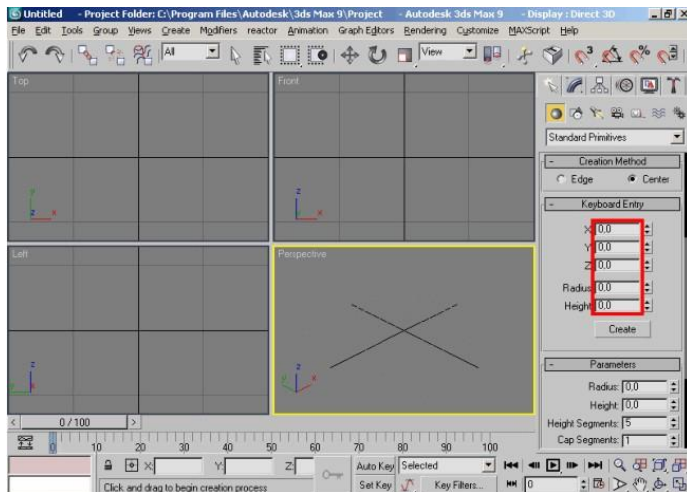 Untitled - Project Folder: C:\Program Files\Autodesk\3ds Max 9\Project - Autodesk 3ds Max 9 - Display : Direct 3D
File Edit Tools Group Views Create Modifiers reactor Animation Graph Editors Rendering Customize MAXScript Help
All View
Top Front
Standard Primitives
- Creation Method
Edge Center
- Keyboard Entry
X: 0,0
Y: 0,0
Z: 0,0
Radius: 0,0
Height: 0,0
Create
Left Perspective
- Parameters
Radius: 0,0
Height: 0,0
Height Segments: 5
Cap Segments: 1
< 0 / 100 >
0 10 20 30 40 50 60 70 80 90 100
X: Y: Z: Auto Key Selected
Click and drag to begin creation process Set Key Key Filters... 0